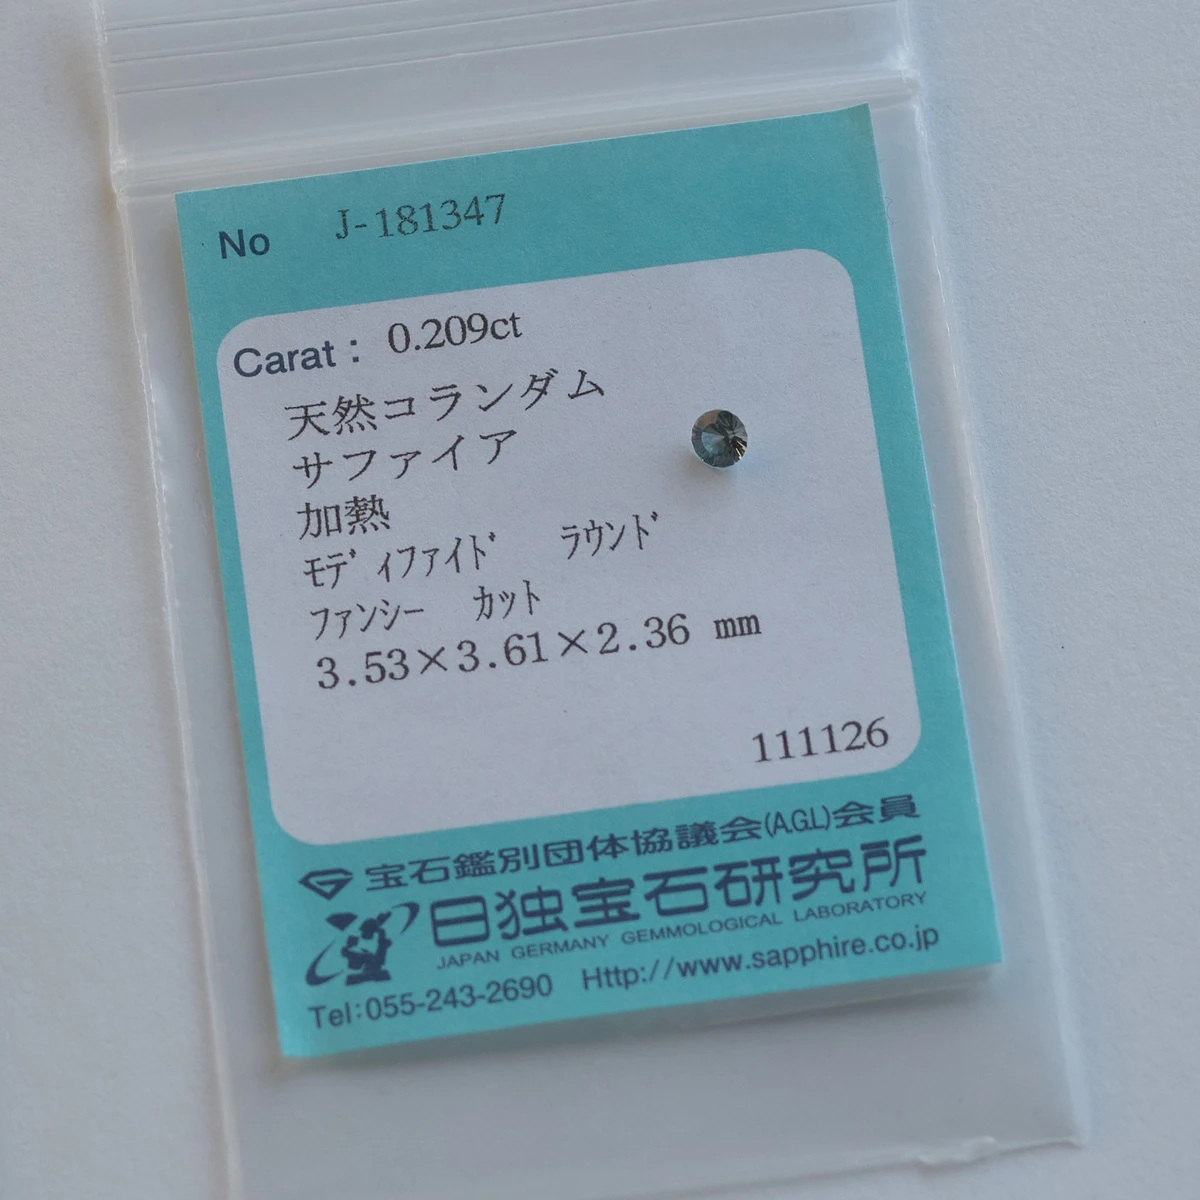 No J-181347
Carat : 0.209ct
天然コランダム
サファイア
加熱
ﾓﾃﾞｨﾌｧｲﾄﾞ ﾗｳﾝﾄﾞ
ﾌｧﾝｼｰ ｶｯﾄ
3.53×3.61×2.36 mm
111126
宝石鑑別団体協議会(A.G.L)会員
日独宝石研究所
JAPAN GERMANY GEMMOLOGICAL LABORATORY
Tel:055-243-2690 Http://www.sapphire.co.jp